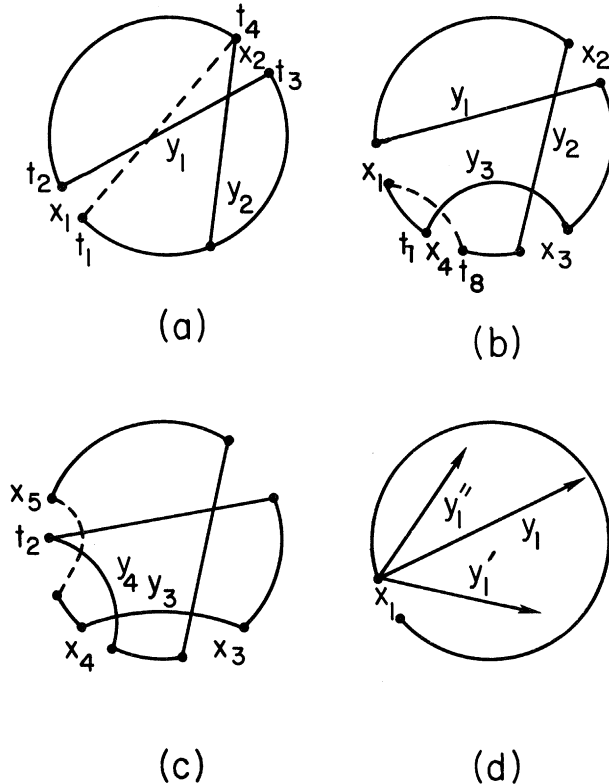 t₄
x₂
t₃
y₁
t₂
x₁
t₁
y₂
(a)
x₂
y₁
y₂
y₃
x₁
t₇
x₄
t₈
x₃
(b)
x₅
t₂
y₄
y₃
x₄
x₃
(c)
y₁″
y₁
y₁′
x₁
(d)